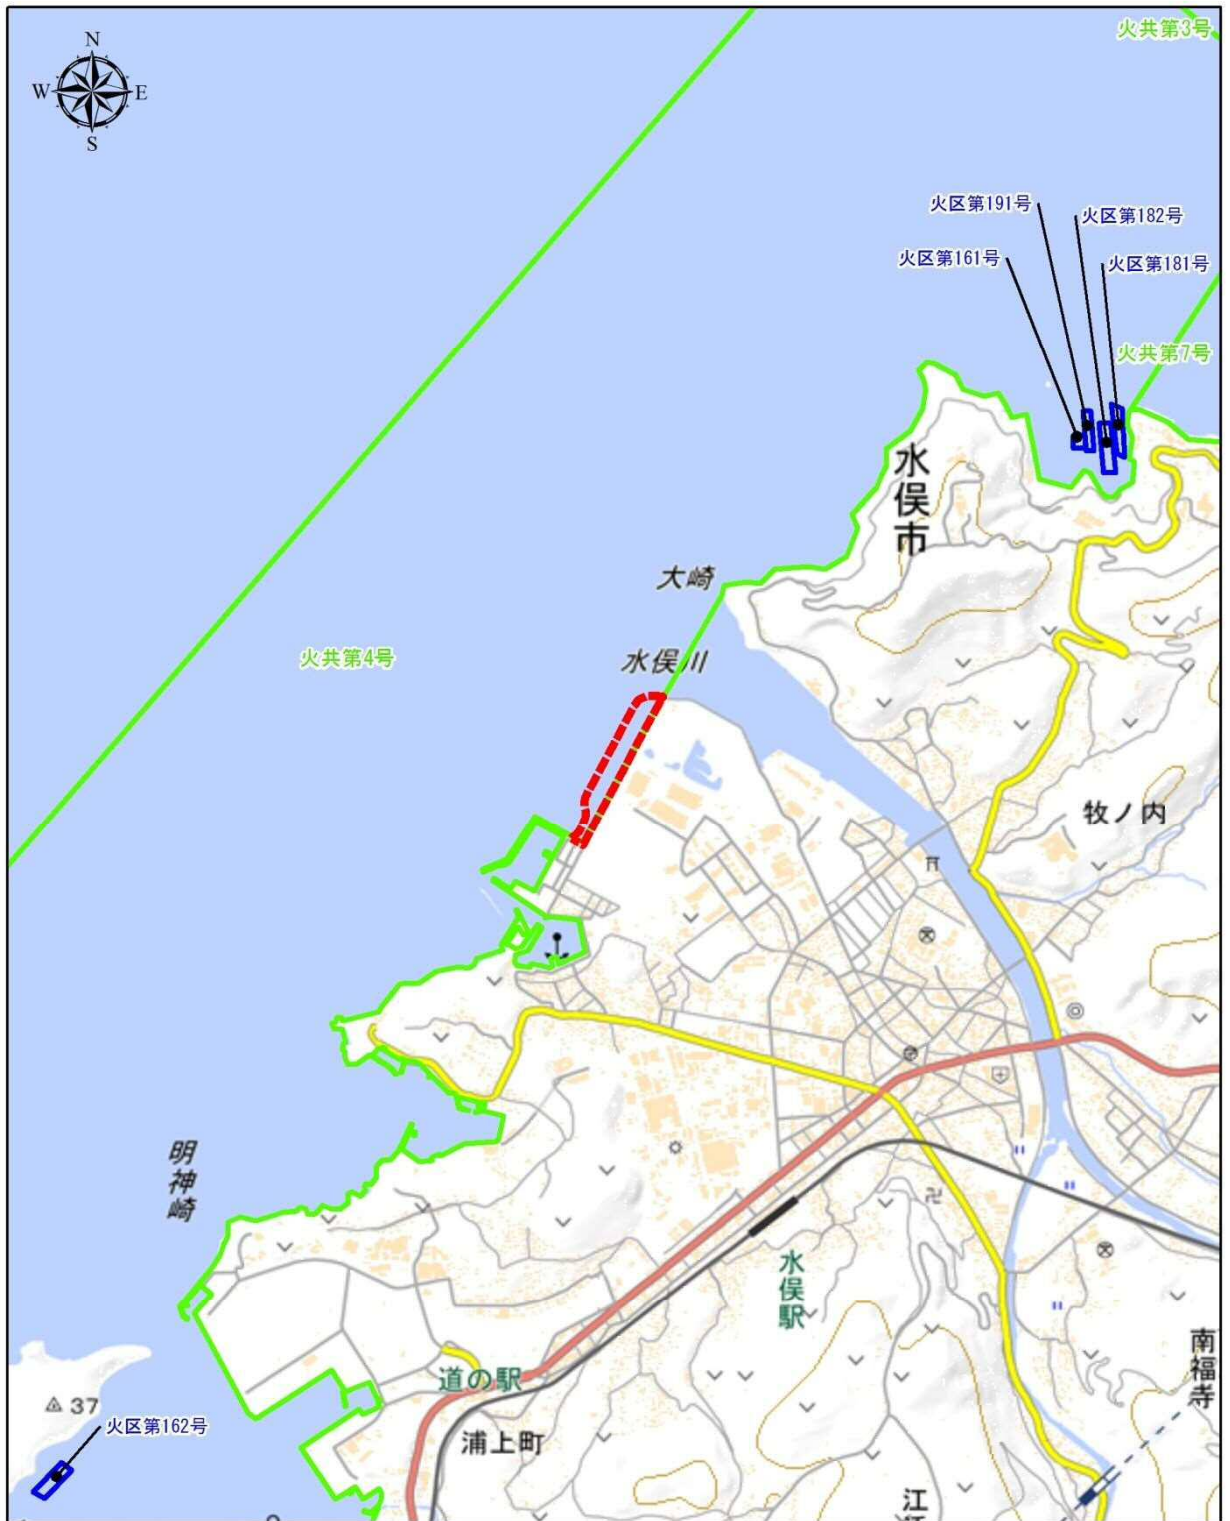 N
W
E
S
火共第3号
火区第191号
火区第182号
火区第161号
火区第181号
火共第7号
水俣市
大崎
水俣川
火共第4号
牧ノ内
明神崎
水俣駅
南福寺
道の駅
37
火区第162号
浦上町